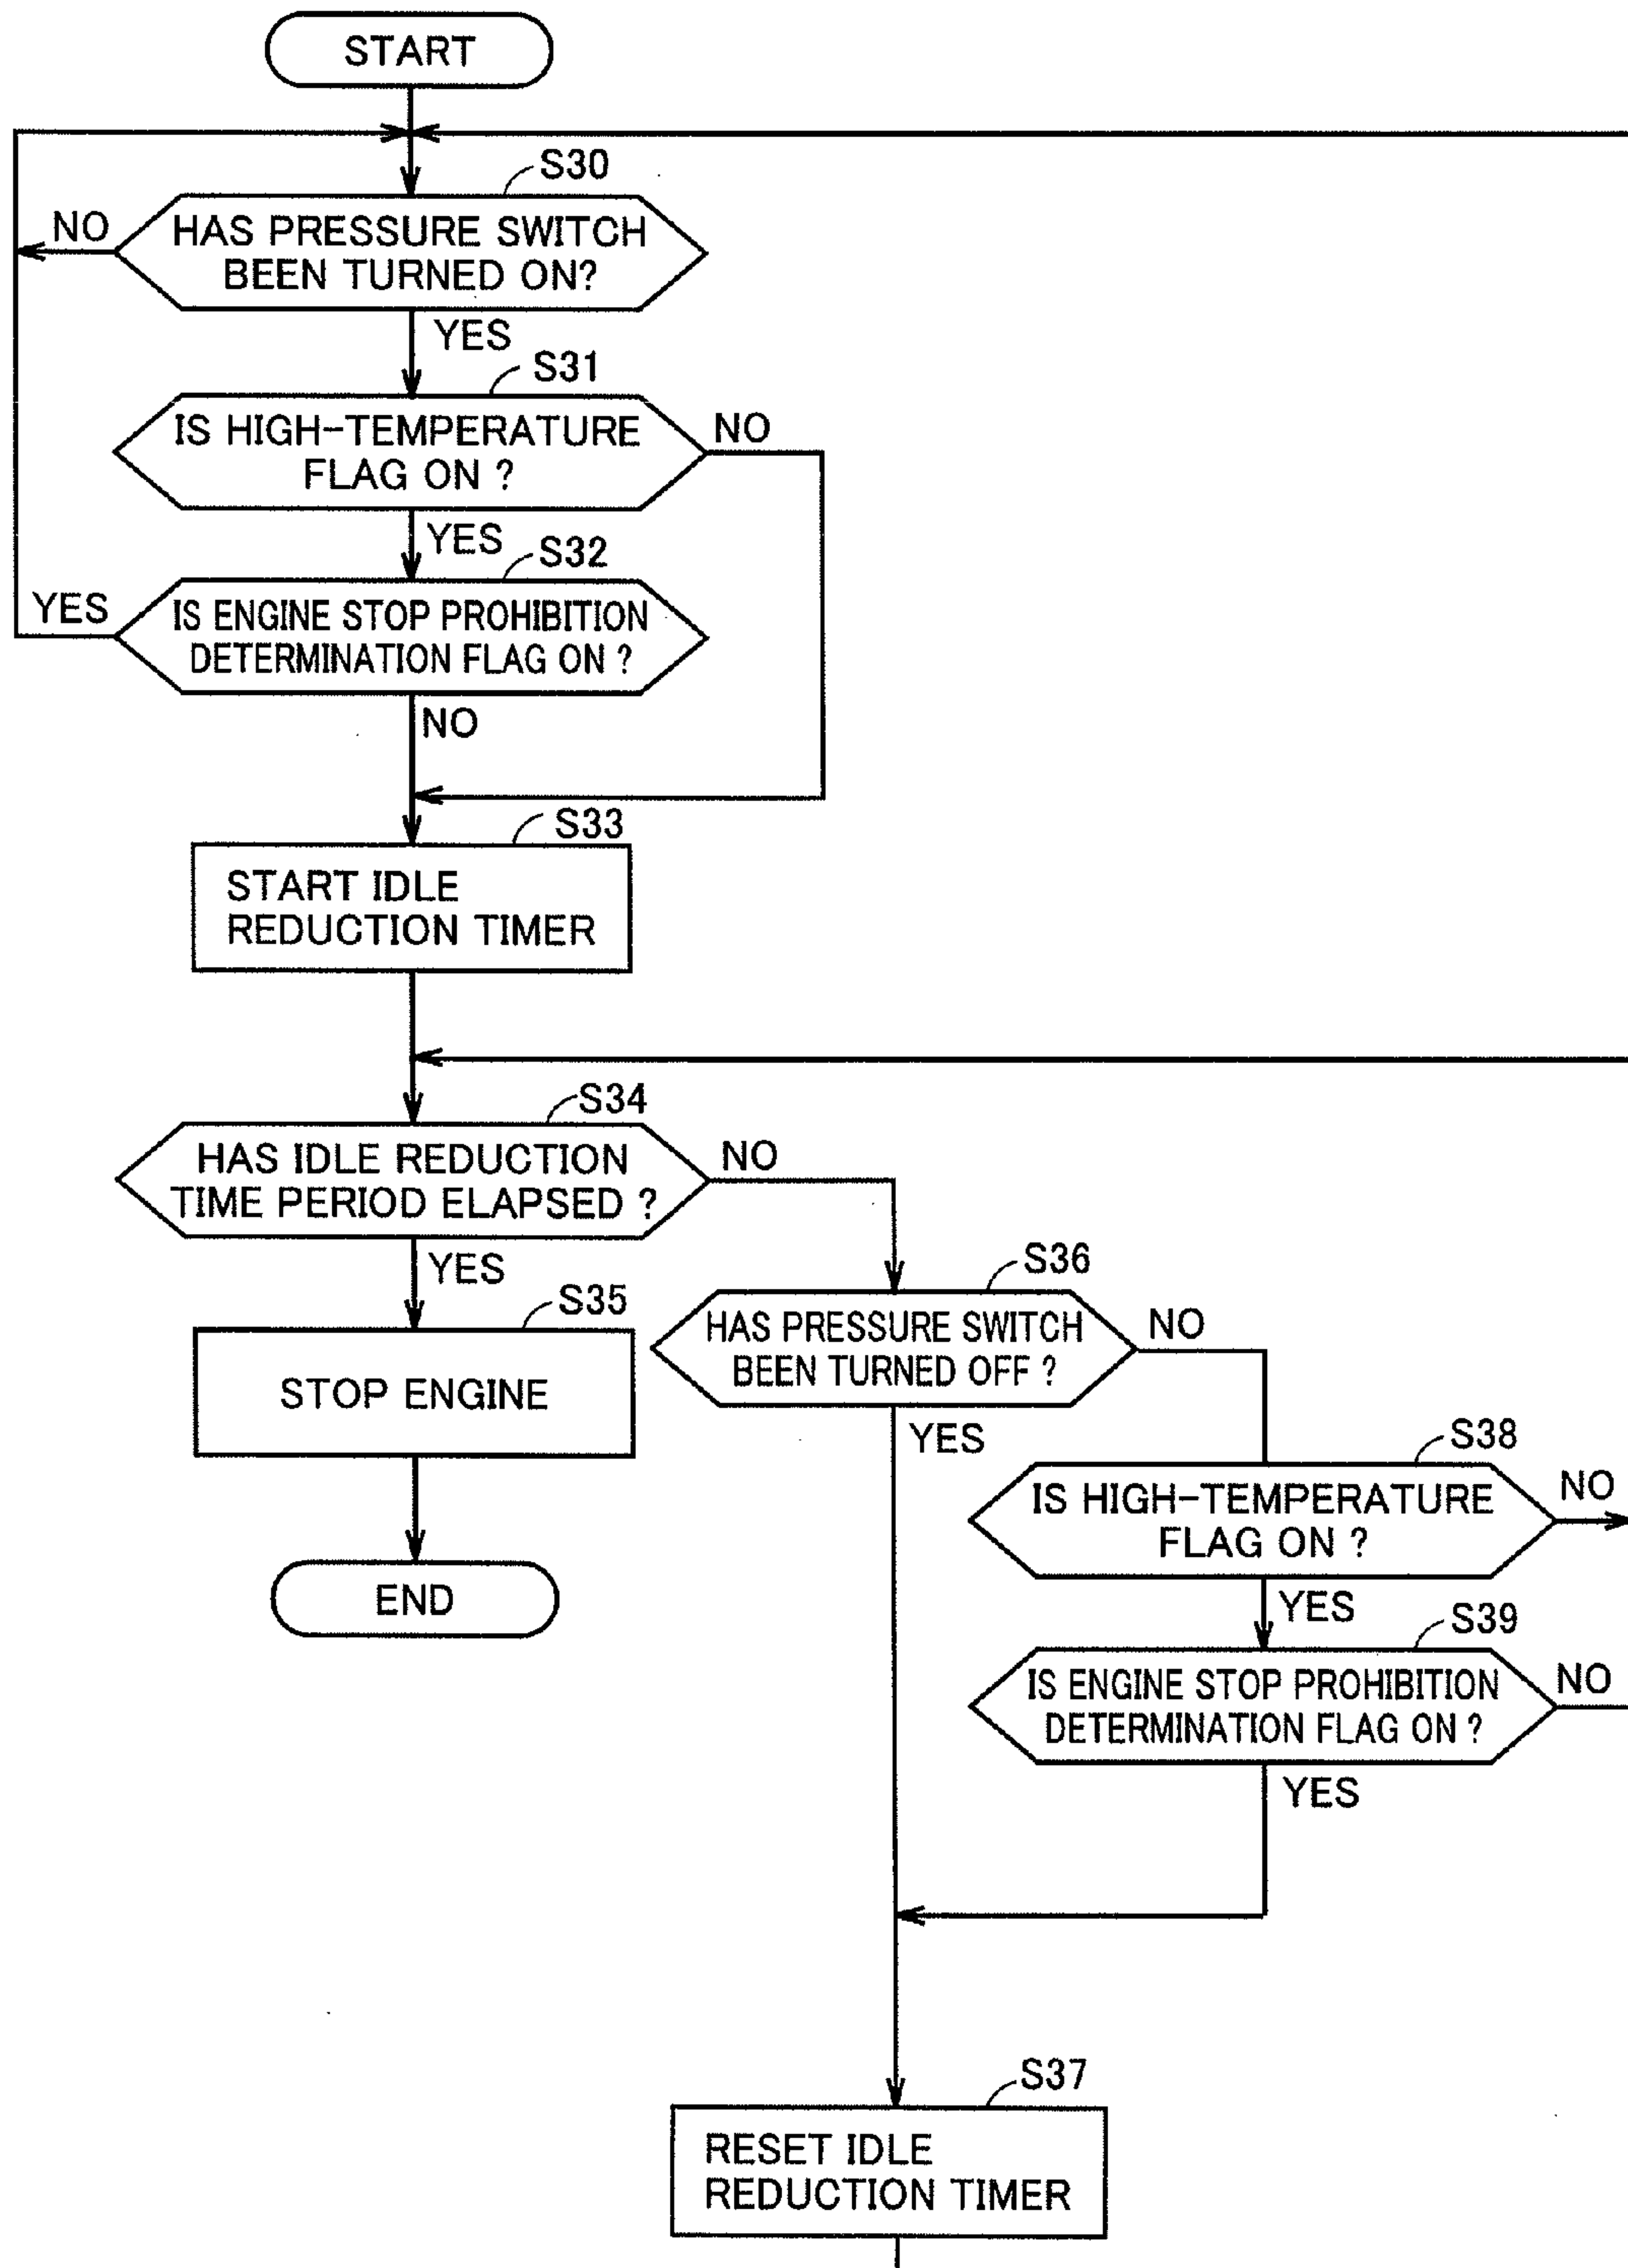 START
S30
NO
HAS PRESSURE SWITCH
BEEN TURNED ON?
YES
S31
IS HIGH-TEMPERATURE
FLAG ON ?
NO
YES
S32
YES
IS ENGINE STOP PROHIBITION
DETERMINATION FLAG ON ?
NO
S33
START IDLE
REDUCTION TIMER
S34
HAS IDLE REDUCTION
TIME PERIOD ELAPSED ?
NO
YES
S35
STOP ENGINE
END
S36
HAS PRESSURE SWITCH
BEEN TURNED OFF ?
NO
YES
S38
IS HIGH-TEMPERATURE
FLAG ON ?
NO
YES
S39
IS ENGINE STOP PROHIBITION
DETERMINATION FLAG ON ?
NO
YES
S37
RESET IDLE
REDUCTION TIMER